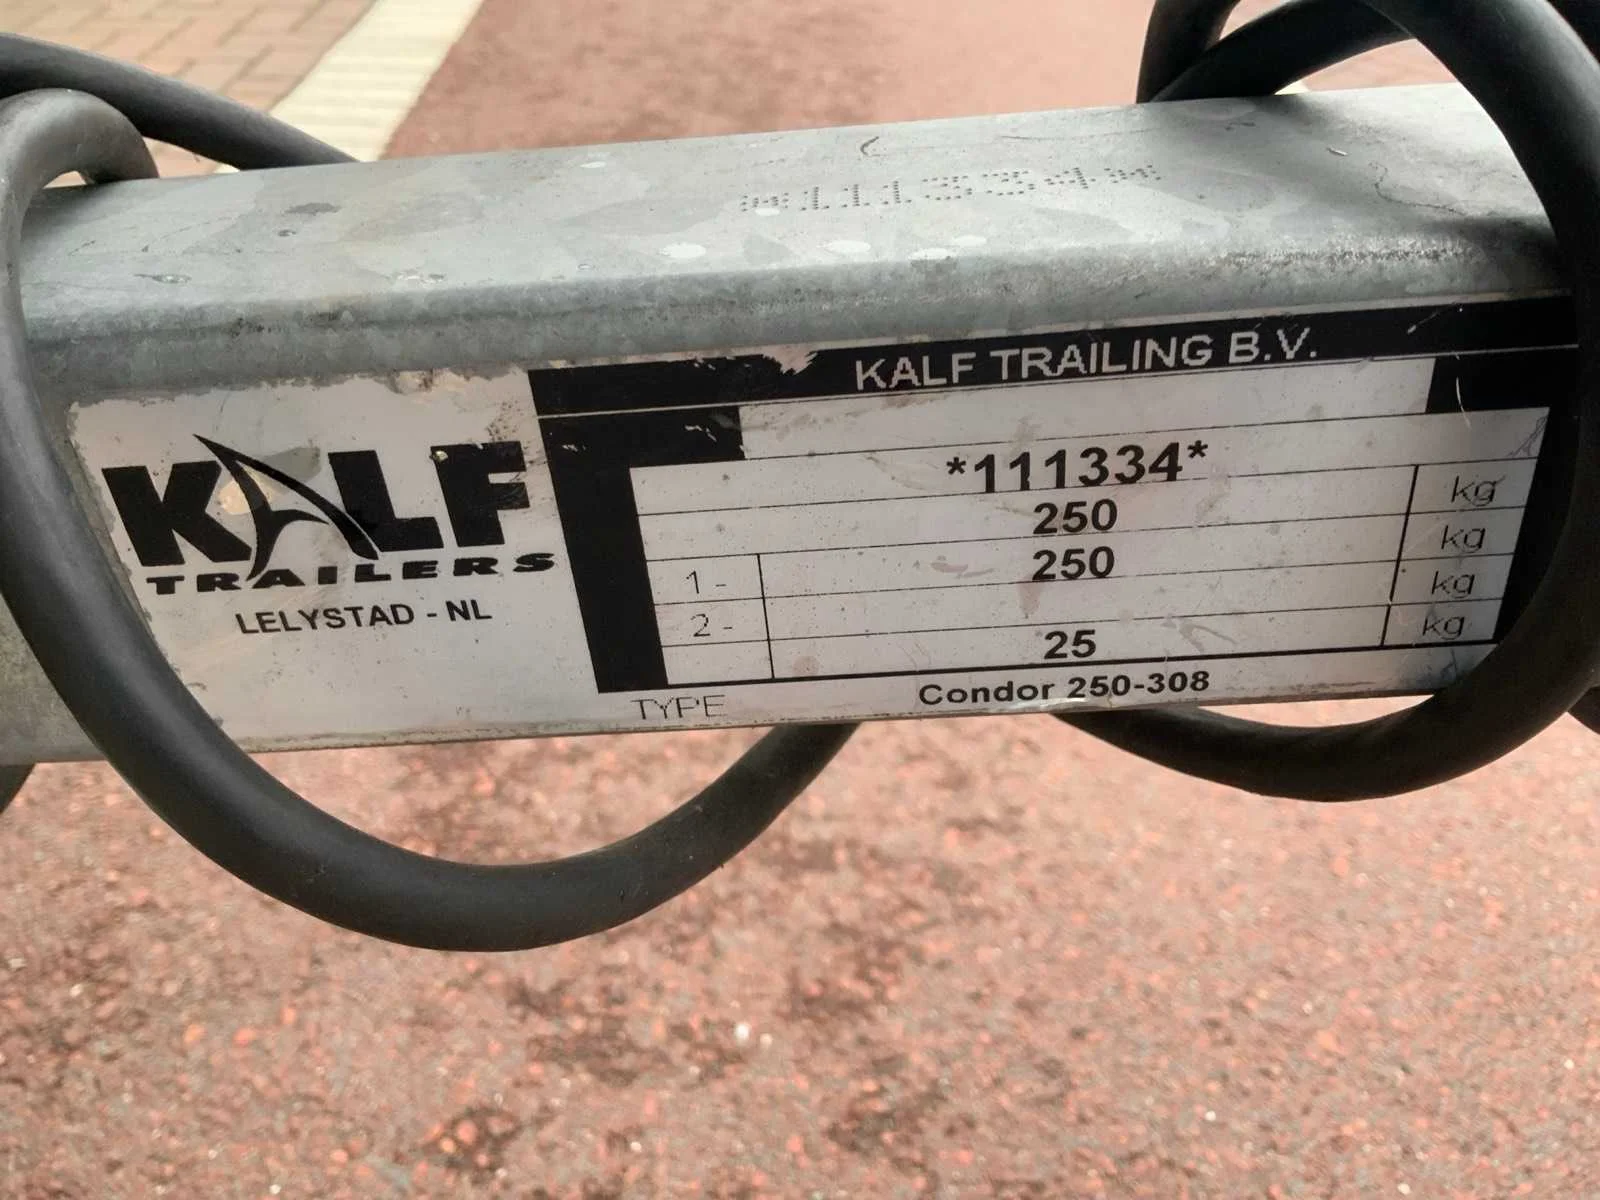 *111334*
KALF TRAILING B.V.
KALF
TRAILERS
LELYSTAD - NL
*111334*
250 kg
1 - 250 kg
2 - kg
25 kg
TYPE Condor 250-308